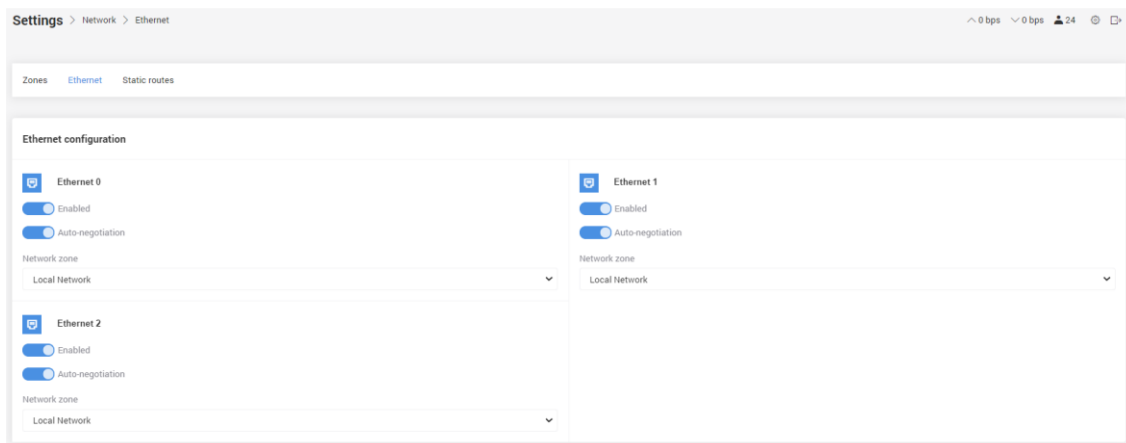 Settings > Network > Ethernet
0 bps 0 bps 24
Zones Ethernet Static routes
Ethernet configuration
Ethernet 0
Enabled
Auto-negotiation
Network zone
Local Network
Ethernet 1
Enabled
Auto-negotiation
Network zone
Local Network
Ethernet 2
Enabled
Auto-negotiation
Network zone
Local Network